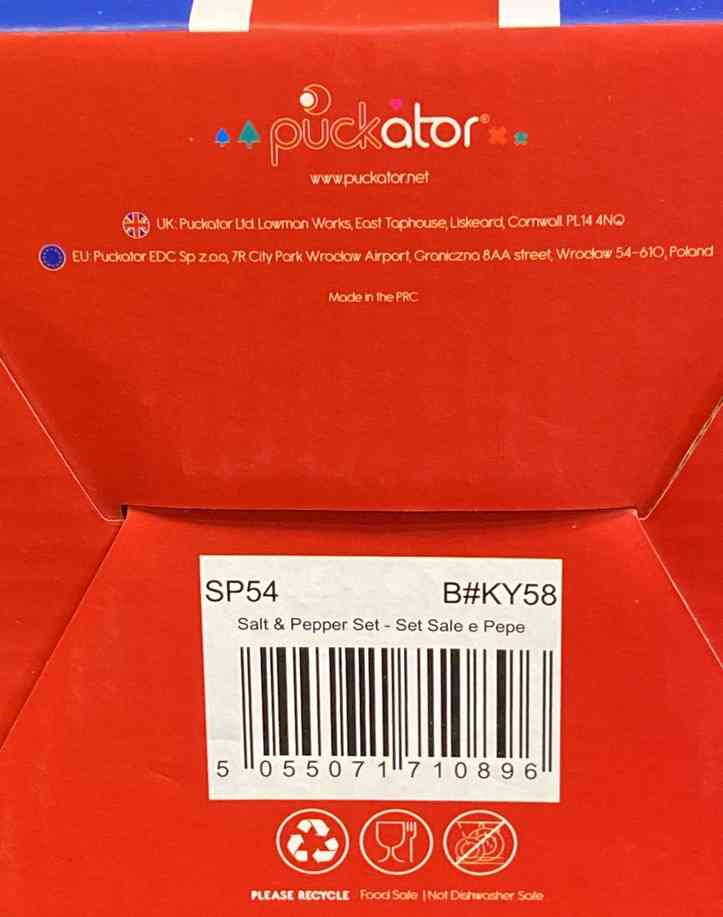 puckator®
www.puckator.net
UK: Puckator Ltd. Lowman Works, East Taphouse, Liskeard, Cornwall. PL14 4NQ
EU: Puckator EDC Sp z.o.o, 7R City Park Wrocław Airport, Graniczna 8AA street, Wrocław 54-610, Poland
Made in the PRC
SP54 B#KY58
Salt & Pepper Set - Set Sale e Pepe
5 055071 710896
PLEASE RECYCLE Food Safe | Not Dishwasher Safe